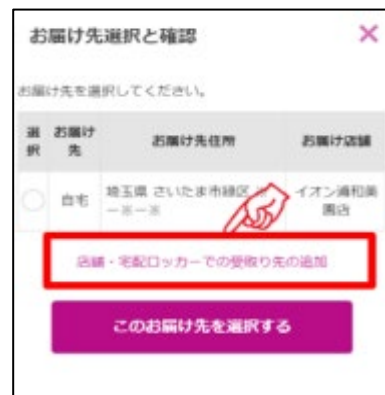 お届け先選択と確認
お届け先を選択してください。
選択 お届け先 お届け先住所 お届け店舗
自宅 埼玉県 さいたま市緑区 イオン浦和美園店
店舗・宅配ロッカーでの受取り先の追加
このお届け先を選択する